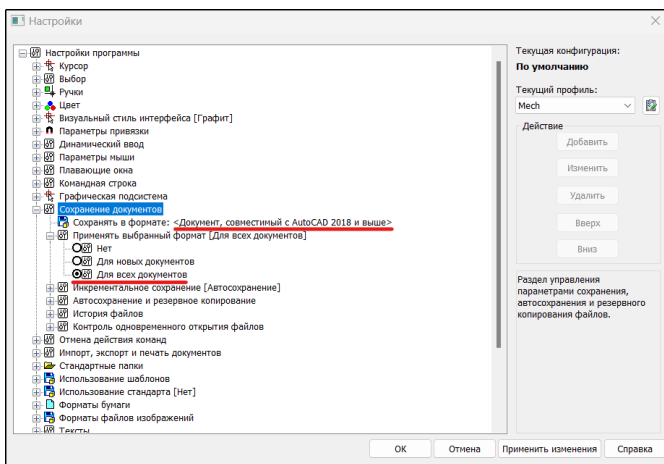 Настройки
Настройки программы
Курсор
Выбор
Ручки
Цвет
Визуальный стиль интерфейса [Графит]
Параметры привязки
Динамический ввод
Параметры мыши
Плавающие окна
Командная строка
Графическая подсистема
Сохранение документов
Сохранять в формате: <Документ, совместимый с AutoCAD 2018 и выше>
Применять выбранный формат [Для всех документов]
Нет
Для новых документов
Для всех документов
Инкрементальное сохранение [Автосохранение]
Автосохранение и резервное копирование
История файлов
Контроль одновременного открытия файлов
Отмена действия команд
Импорт, экспорт и печать документов
Стандартные папки
Использование шаблонов
Использование стандарта [Нет]
Форматы бумаги
Форматы файлов изображений
Тексты
Текущая конфигурация:
По умолчанию
Текущий профиль:
Mech
Действие
Добавить
Изменить
Удалить
Вверх
Вниз
Раздел управления
параметрами сохранения,
автосохранения и резервного
копирования файлов.
ОК
Отмена
Применить изменения
Справка